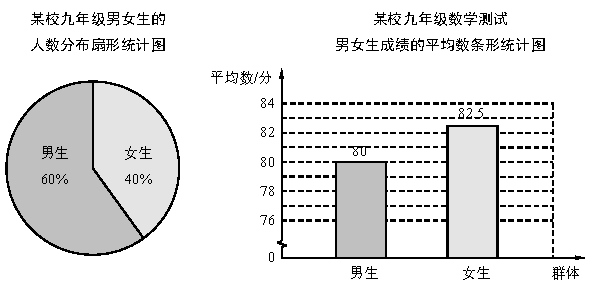 某校九年级男女生的
人数分布扇形统计图
男生
60%
女生
40%
某校九年级数学测试
男女生成绩的平均数条形统计图
平均数/分
84
82
80
78
76
0
80
82.5
男生
女生
群体